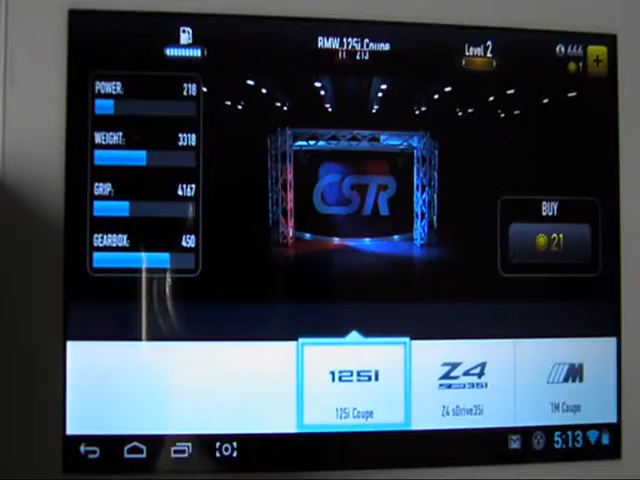 BMW 125i Coupe
Level 2
POWER: 218
WEIGHT: 3318
GRIP: 4167
GEARBOX: 450
CSR
BUY
21
125i
125i Coupe
Z4
Z4 sDrive35i
M
1M Coupe
5:13